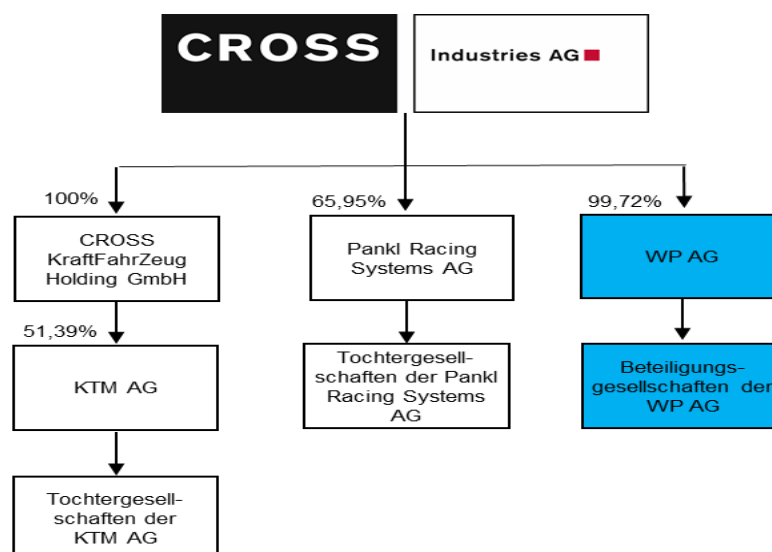 CROSS
Industries AG
100%
65,95%
99,72%
CROSS
KraftFahrZeug
Holding GmbH
Pankl Racing
Systems AG
WP AG
51,39%
KTM AG
Tochtergesell-
schaften der Pankl
Racing Systems
AG
Beteiligungs-
gesellschaften der
WP AG
Tochtergesell-
schaften der
KTM AG